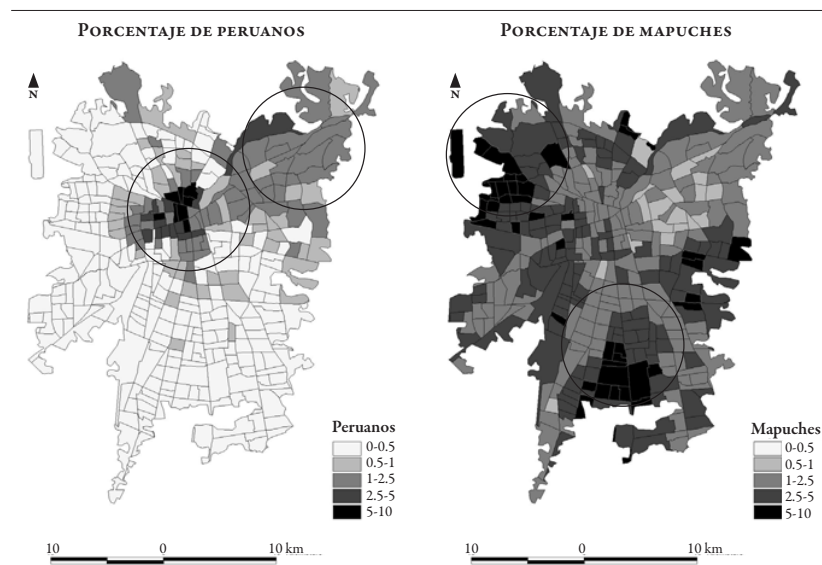 PORCENTAJE DE PERUANOS
PORCENTAJE DE MAPUCHES
N
N
Peruanos
0-0.5
0.5-1
1-2.5
2.5-5
5-10
Mapuches
0-0.5
0.5-1
1-2.5
2.5-5
5-10
10 0 10 km
10 0 10 km